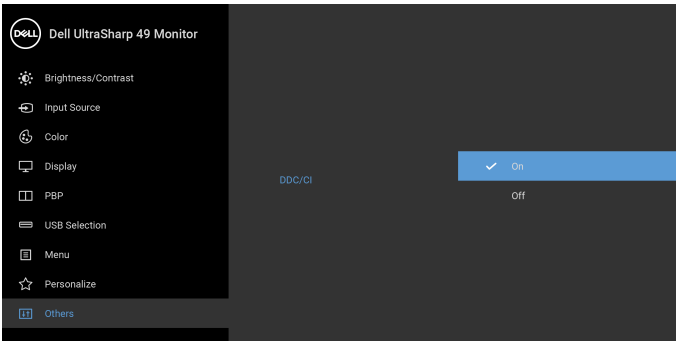 DELL
Dell UltraSharp 49 Monitor
Brightness/Contrast
Input Source
Color
Display
PBP
USB Selection
Menu
Personalize
Others
DDC/CI
On
Off